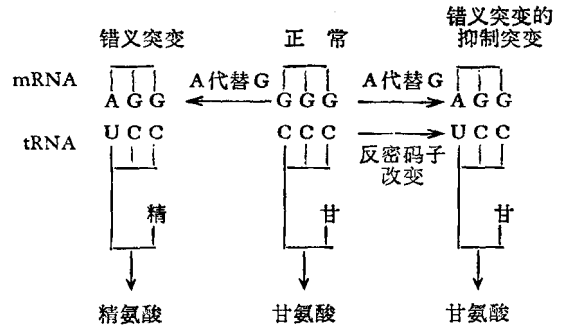 错义突变的
错义突变 正 常 抑制突变
mRNA A代替G A代替G
A G G G G G A G G
tRNA U C C C C C U C C
反密码子
改变
精 甘 甘
精氨酸 甘氨酸 甘氨酸